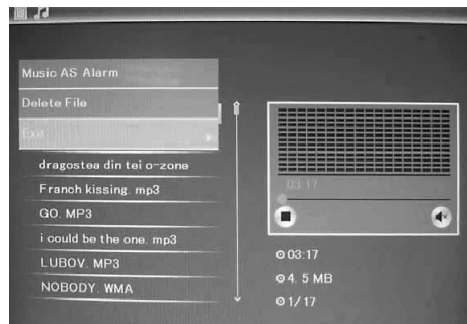 Music AS Alarm
Delete File
Exit
dragostea din tei o-zone
Franch kissing. mp3
GO. MP3
i could be the one. mp3
LUBOV. MP3
NOBODY. WMA
03:17
03:17
4. 5 MB
1/17